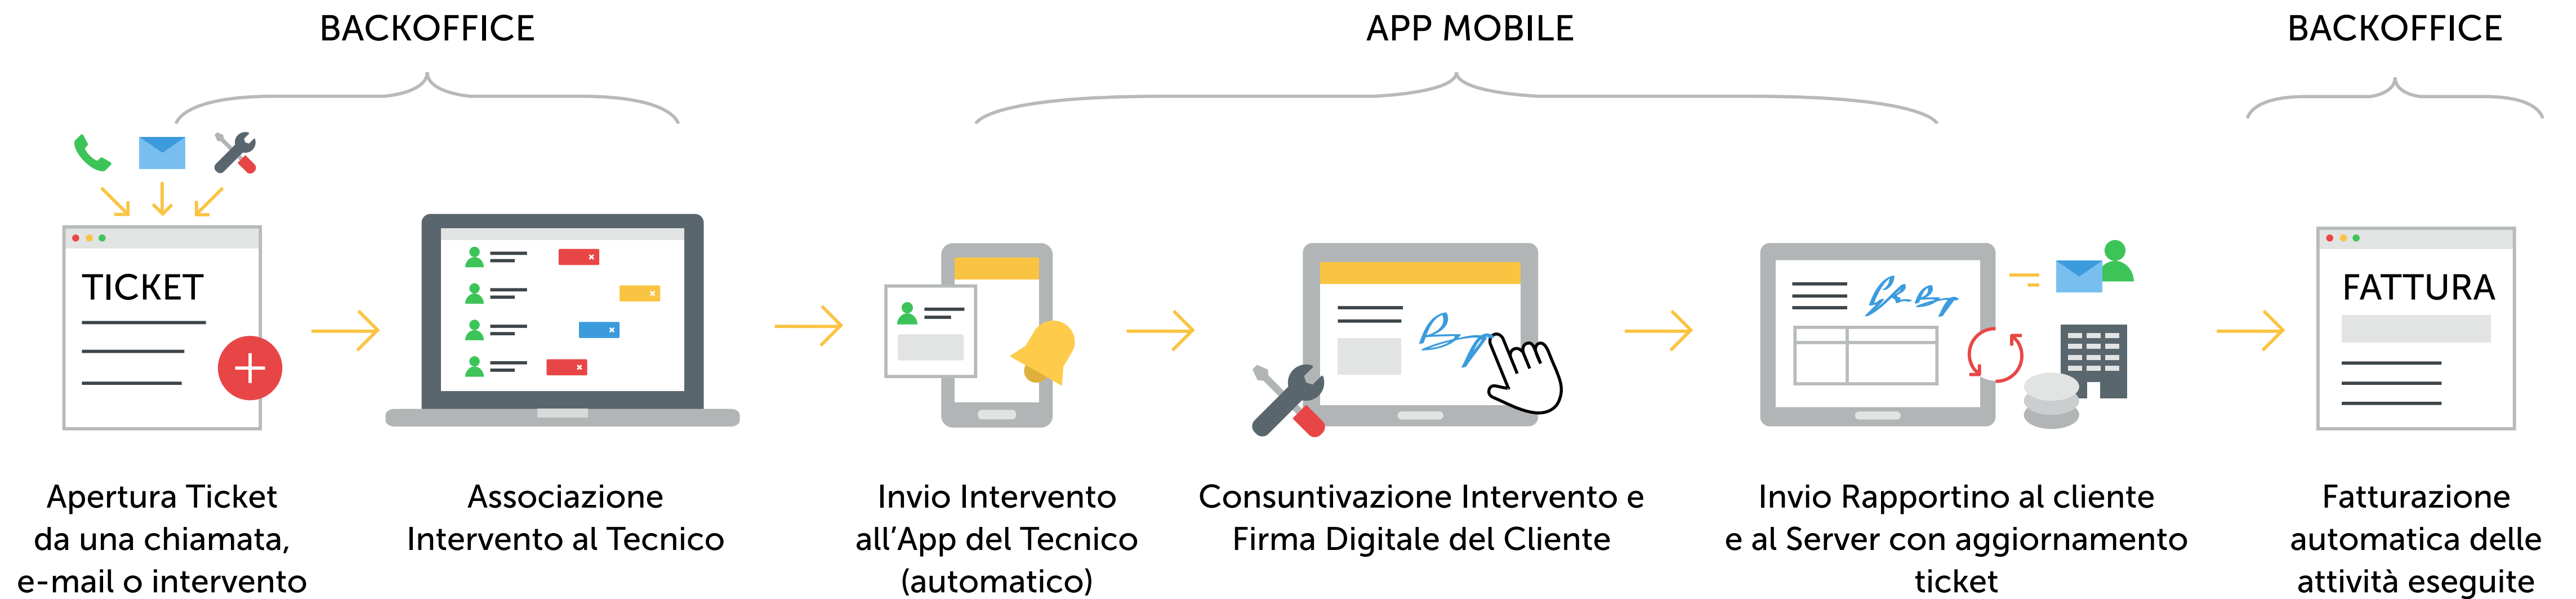 BACKOFFICE
APP MOBILE
BACKOFFICE
TICKET
FATTURA
Apertura Ticket
da una chiamata,
e-mail o intervento
Associazione
Intervento al Tecnico
Invio Intervento
all’App del Tecnico
(automatico)
Consuntivazione Intervento e
Firma Digitale del Cliente
Invio Rapportino al cliente
e al Server con aggiornamento
ticket
Fatturazione
automatica delle
attività eseguite